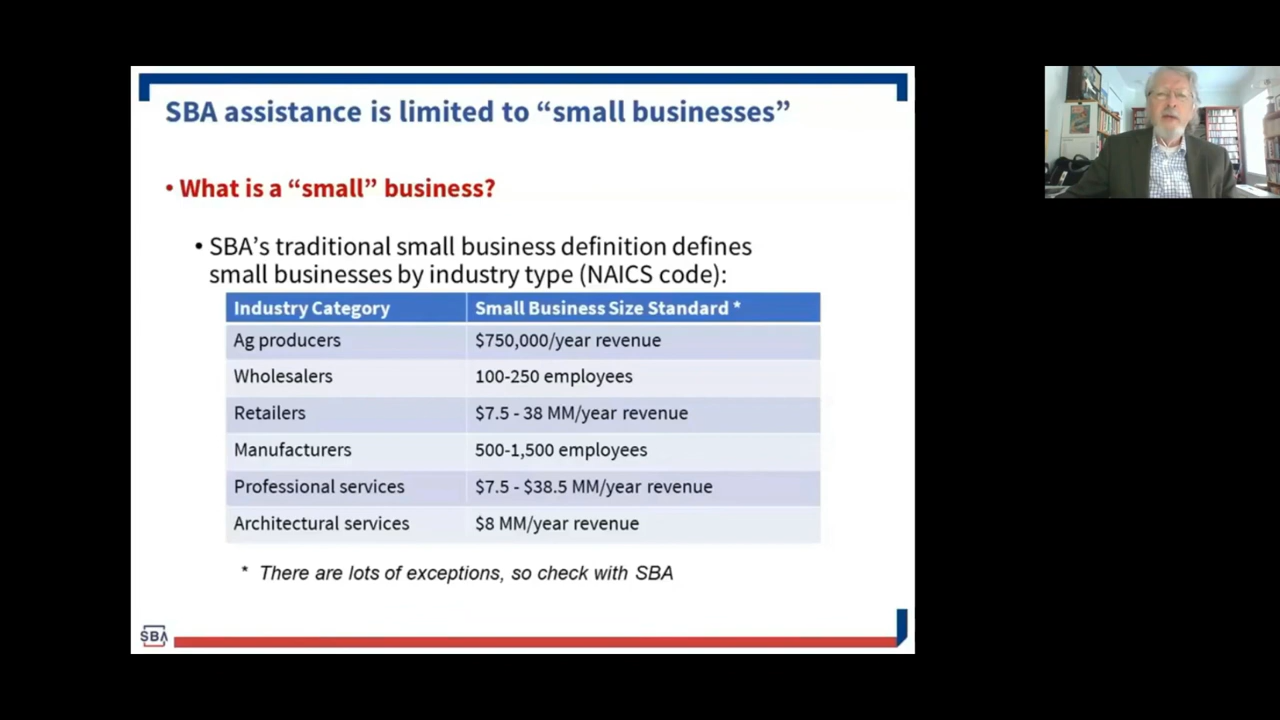 SBA assistance is limited to “small businesses”
• What is a “small” business?
• SBA’s traditional small business definition defines
small businesses by industry type (NAICS code):
Industry Category Small Business Size Standard *
Ag producers $750,000/year revenue
Wholesalers 100-250 employees
Retailers $7.5 - 38 MM/year revenue
Manufacturers 500-1,500 employees
Professional services $7.5 - $38.5 MM/year revenue
Architectural services $8 MM/year revenue
* There are lots of exceptions, so check with SBA
SBA